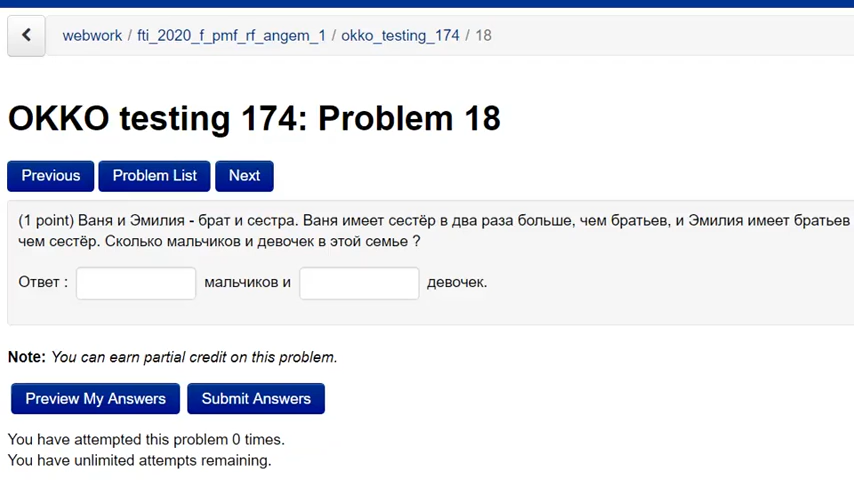 webwork / fti_2020_f_pmf_rf_angem_1 / okko_testing_174 / 18
OKKO testing 174: Problem 18
Previous Problem List Next
(1 point) Ваня и Эмилия - брат и сестра. Ваня имеет сестёр в два раза больше, чем братьев, и Эмилия имеет братьев
чем сестёр. Сколько мальчиков и девочек в этой семье ?
Ответ : мальчиков и девочек.
Note: You can earn partial credit on this problem.
Preview My Answers Submit Answers
You have attempted this problem 0 times.
You have unlimited attempts remaining.